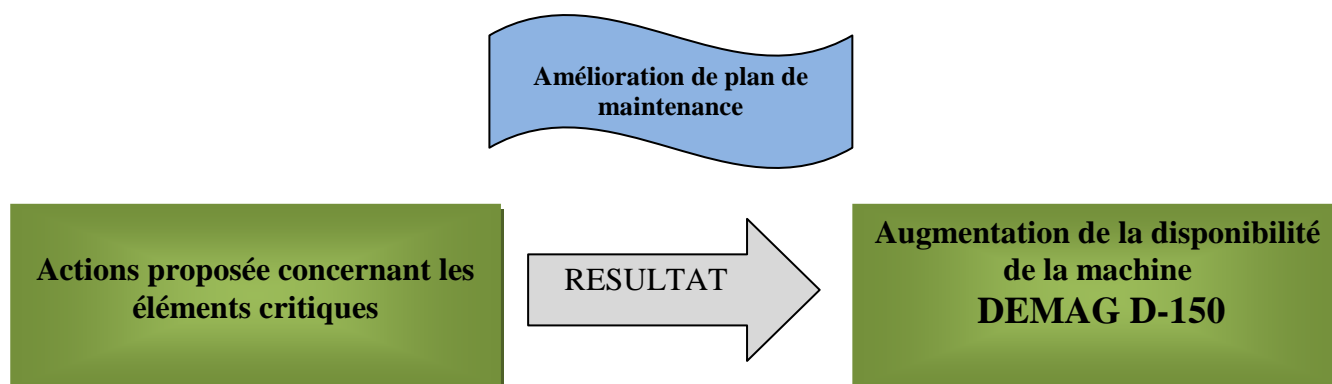 Amélioration de plan de
maintenance
Actions proposée concernant les
éléments critiques
RESULTAT
Augmentation de la disponibilité
de la machine
DEMAG D-150